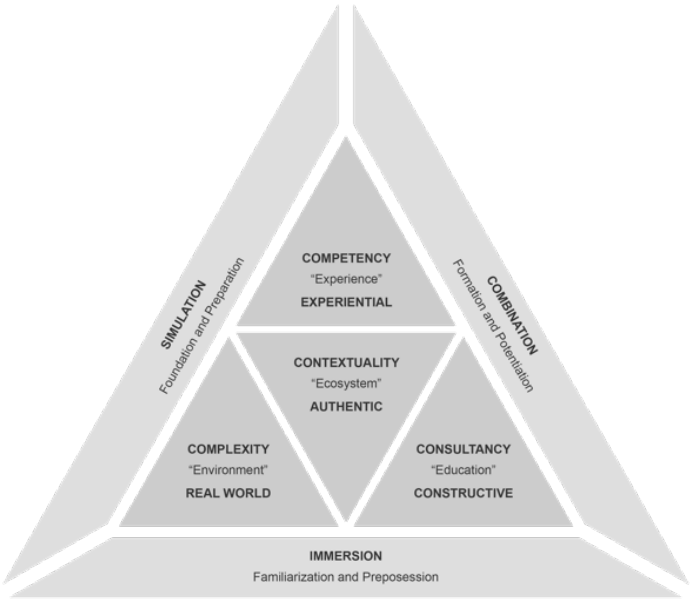 COMPETENCY
“Experience”
EXPERIENTIAL
SIMULATION
Foundation and Preparation
COMBINATION
Formation and Potentiation
CONTEXTUALITY
“Ecosystem”
AUTHENTIC
COMPLEXITY
“Environment”
REAL WORLD
CONSULTANCY
“Education”
CONSTRUCTIVE
IMMERSION
Familiarization and Preposession